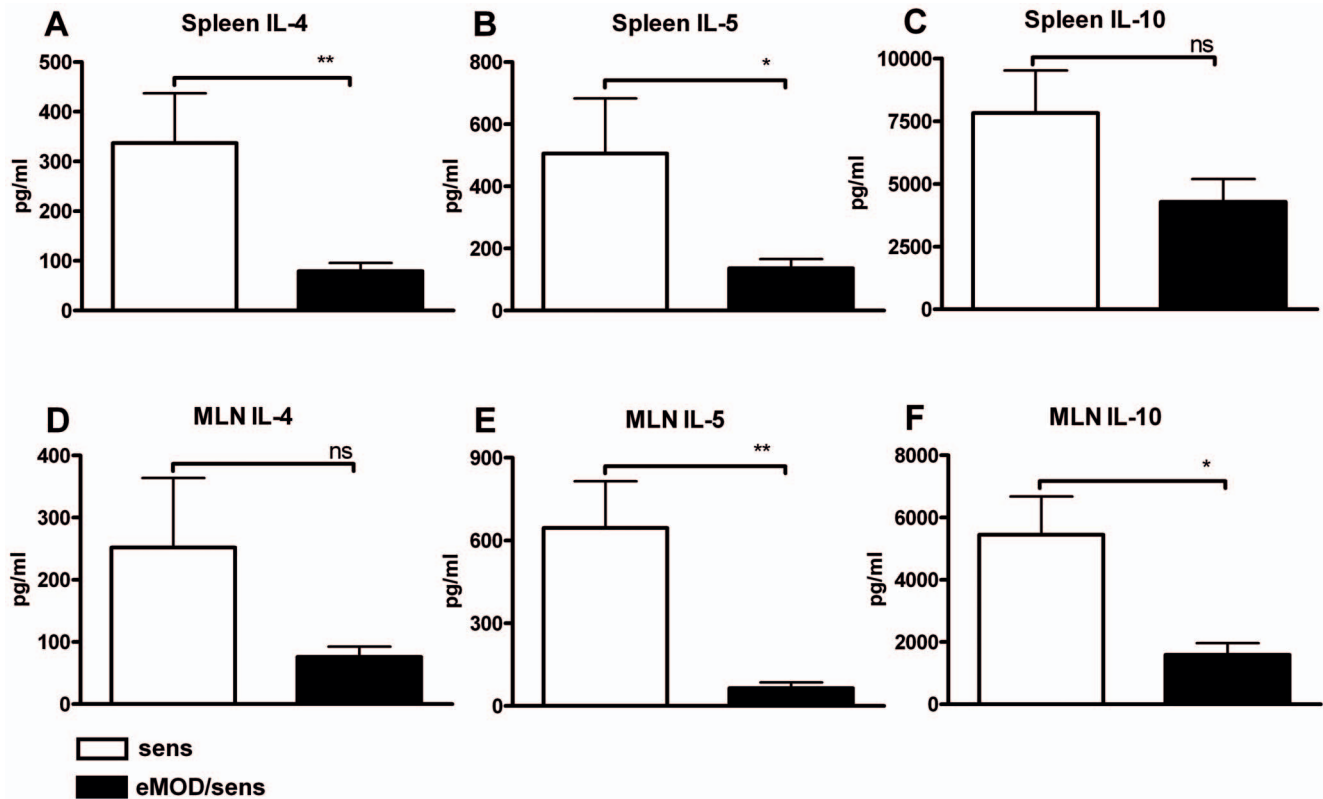 A Spleen IL-4
**
500
400
300
200
100
0
pg/ml
B Spleen IL-5
*
800
600
400
200
0
pg/ml
C Spleen IL-10
ns
10000
7500
5000
2500
0
pg/ml
D MLN IL-4
ns
400
300
200
100
0
pg/ml
E MLN IL-5
**
900
600
300
0
pg/ml
F MLN IL-10
*
8000
6000
4000
2000
0
pg/ml
sens
eMOD/sens